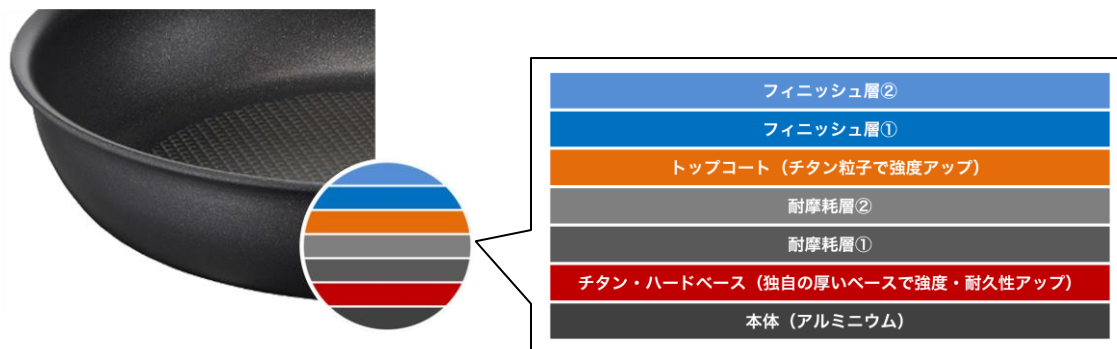 フィニッシュ層②
フィニッシュ層①
トップコート（チタン粒子で強度アップ）
耐摩耗層②
耐摩耗層①
チタン・ハードベース（独自の厚いベースで強度・耐久性アップ）
本体（アルミニウム）